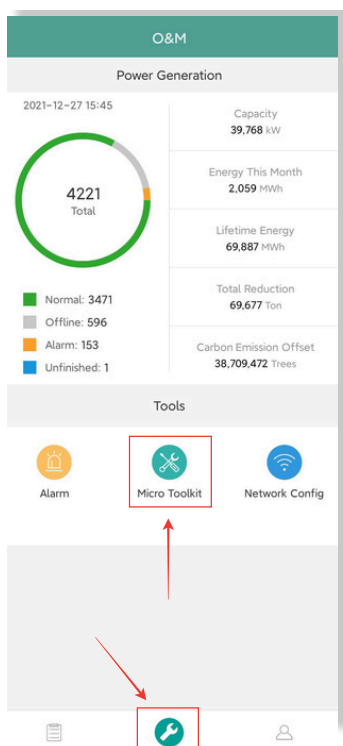 O&M
Power Generation
2021-12-27 15:45
4221
Total
Normal: 3471
Offline: 596
Alarm: 153
Unfinished: 1
Capacity
39,768 kW
Energy This Month
2,059 MWh
Lifetime Energy
69,887 MWh
Total Reduction
69,677 Ton
Carbon Emission Offset
38,709,472 Trees
Tools
Alarm
Micro Toolkit
Network Config